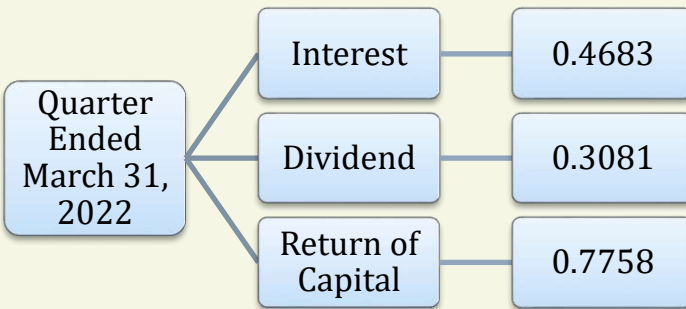 Quarter
Ended
March 31,
2022
Interest
0.4683
Dividend
0.3081
Return of
Capital
0.7758